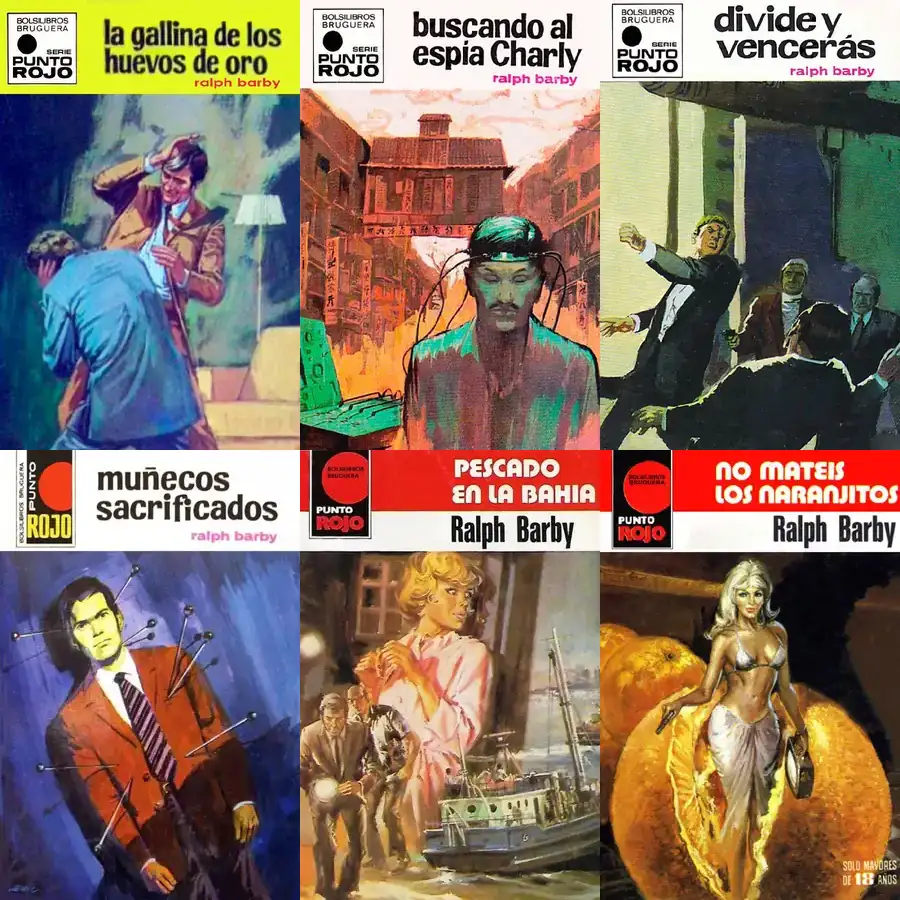 BOLSILIBROS
BRUGUERA
SERIE
PUNTO
ROJO
la gallina de los
huevos de oro
ralph barby
BOLSILIBROS
BRUGUERA
SERIE
PUNTO
ROJO
buscando al
espía Charly
ralph barby
BOLSILIBROS
BRUGUERA
SERIE
PUNTO
ROJO
divide y
vencerás
ralph barby
BOLSILIBROS BRUGUERA
PUNTO
ROJO
muñecos
sacrificados
ralph barby
BOLSILIBROS
BRUGUERA
PUNTO
ROJO
PESCADO
EN LA BAHIA
Ralph Barby
BOLSILIBROS
BRUGUERA
PUNTO
ROJO
NO MATEIS
LOS NARANJITOS
Ralph Barby
SOLO MAYORES
DE 18 AÑOS